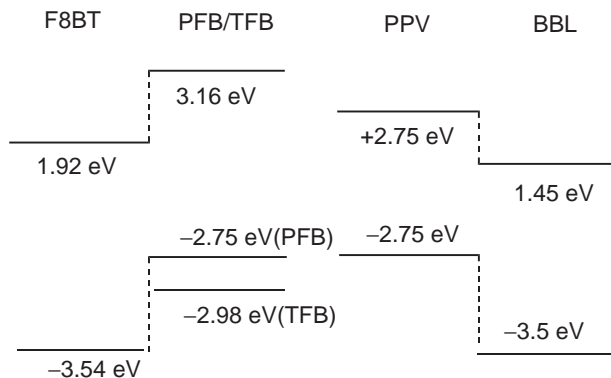 F8BT PFB/TFB PPV BBL
3.16 eV
+2.75 eV
1.92 eV
1.45 eV
−2.75 eV(PFB) −2.75 eV
−2.98 eV(TFB)
−3.5 eV
−3.54 eV